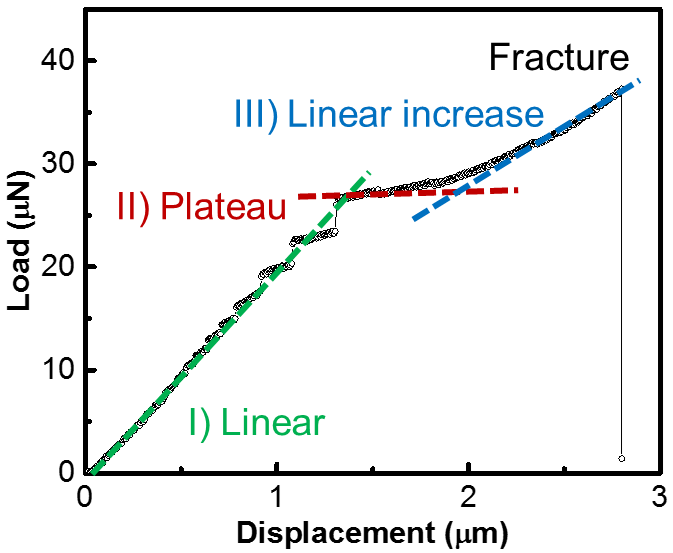 40
Fracture
III) Linear increase
30
II) Plateau
20
10
I) Linear
0
0
1
2
3
Load (μN)
Displacement (μm)